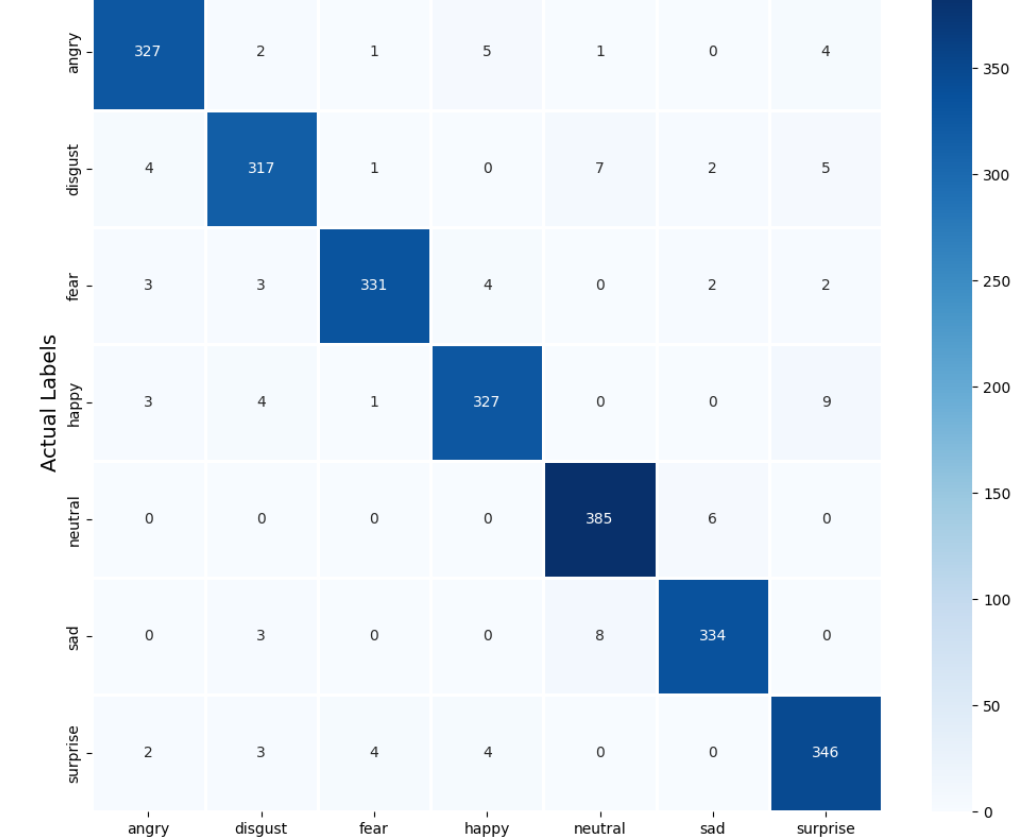 angry 327 2 1 5 1 0 4
disgust 4 317 1 0 7 2 5
fear 3 3 331 4 0 2 2
Actual Labels
happy 3 4 1 327 0 0 9
neutral 0 0 0 0 385 6 0
sad 0 3 0 0 8 334 0
surprise 2 3 4 4 0 0 346
angry disgust fear happy neutral sad surprise
350
300
250
200
150
100
50
0